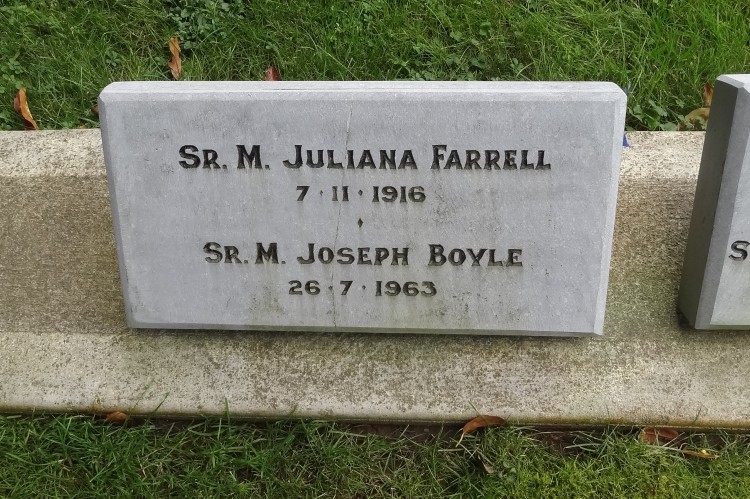 Sr. M. Juliana Farrell
7 · 11 · 1916
Sr. M. Joseph Boyle
26 · 7 · 1963
S